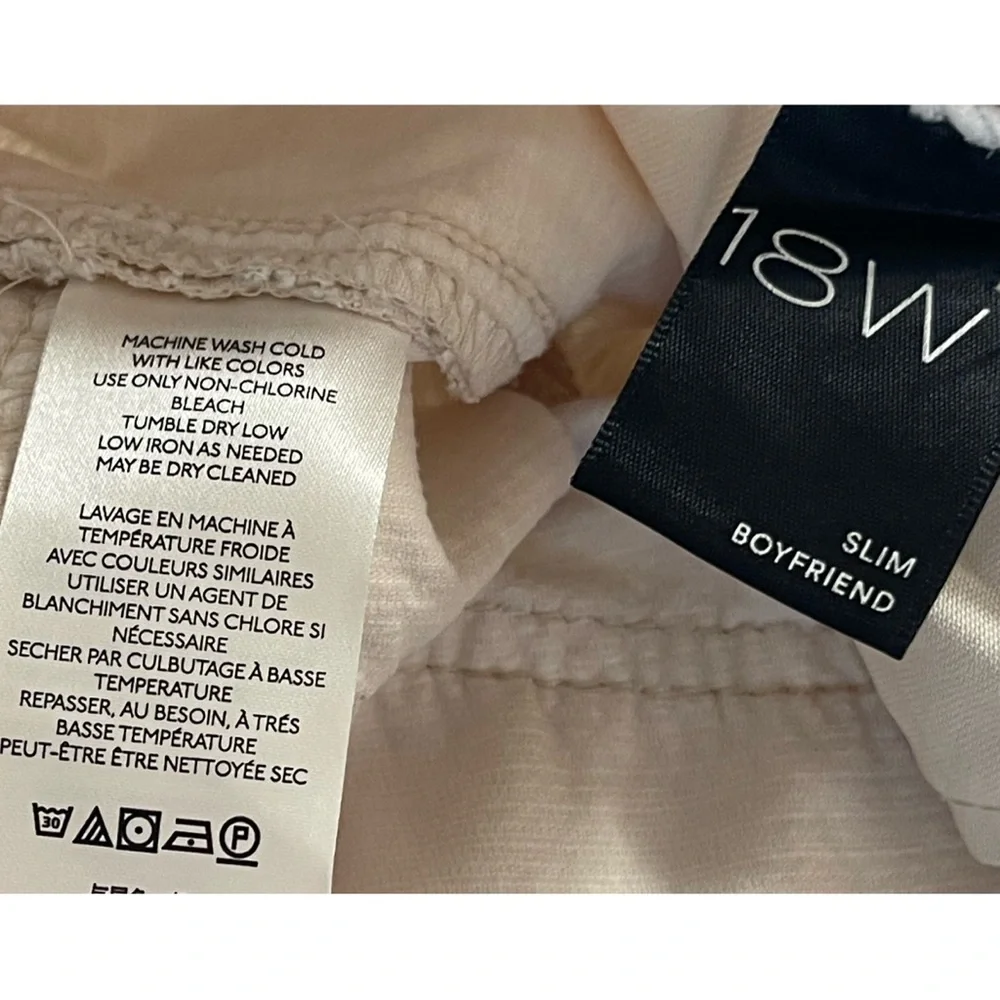 MACHINE WASH COLD
WITH LIKE COLORS
USE ONLY NON-CHLORINE
BLEACH
TUMBLE DRY LOW
LOW IRON AS NEEDED
MAY BE DRY CLEANED
LAVAGE EN MACHINE À
TEMPÉRATURE FROIDE
AVEC COULEURS SIMILAIRES
UTILISER UN AGENT DE
BLANCHIMENT SANS CHLORE SI
NÉCESSAIRE
SECHER PAR CULBUTAGE À BASSE
TEMPERATURE
REPASSER, AU BESOIN, À TRÉS
BASSE TEMPÉRATURE
PEUT-ÊTRE ÊTRE NETTOYÉE SEC
30 P
18W
SLIM
BOYFRIEND